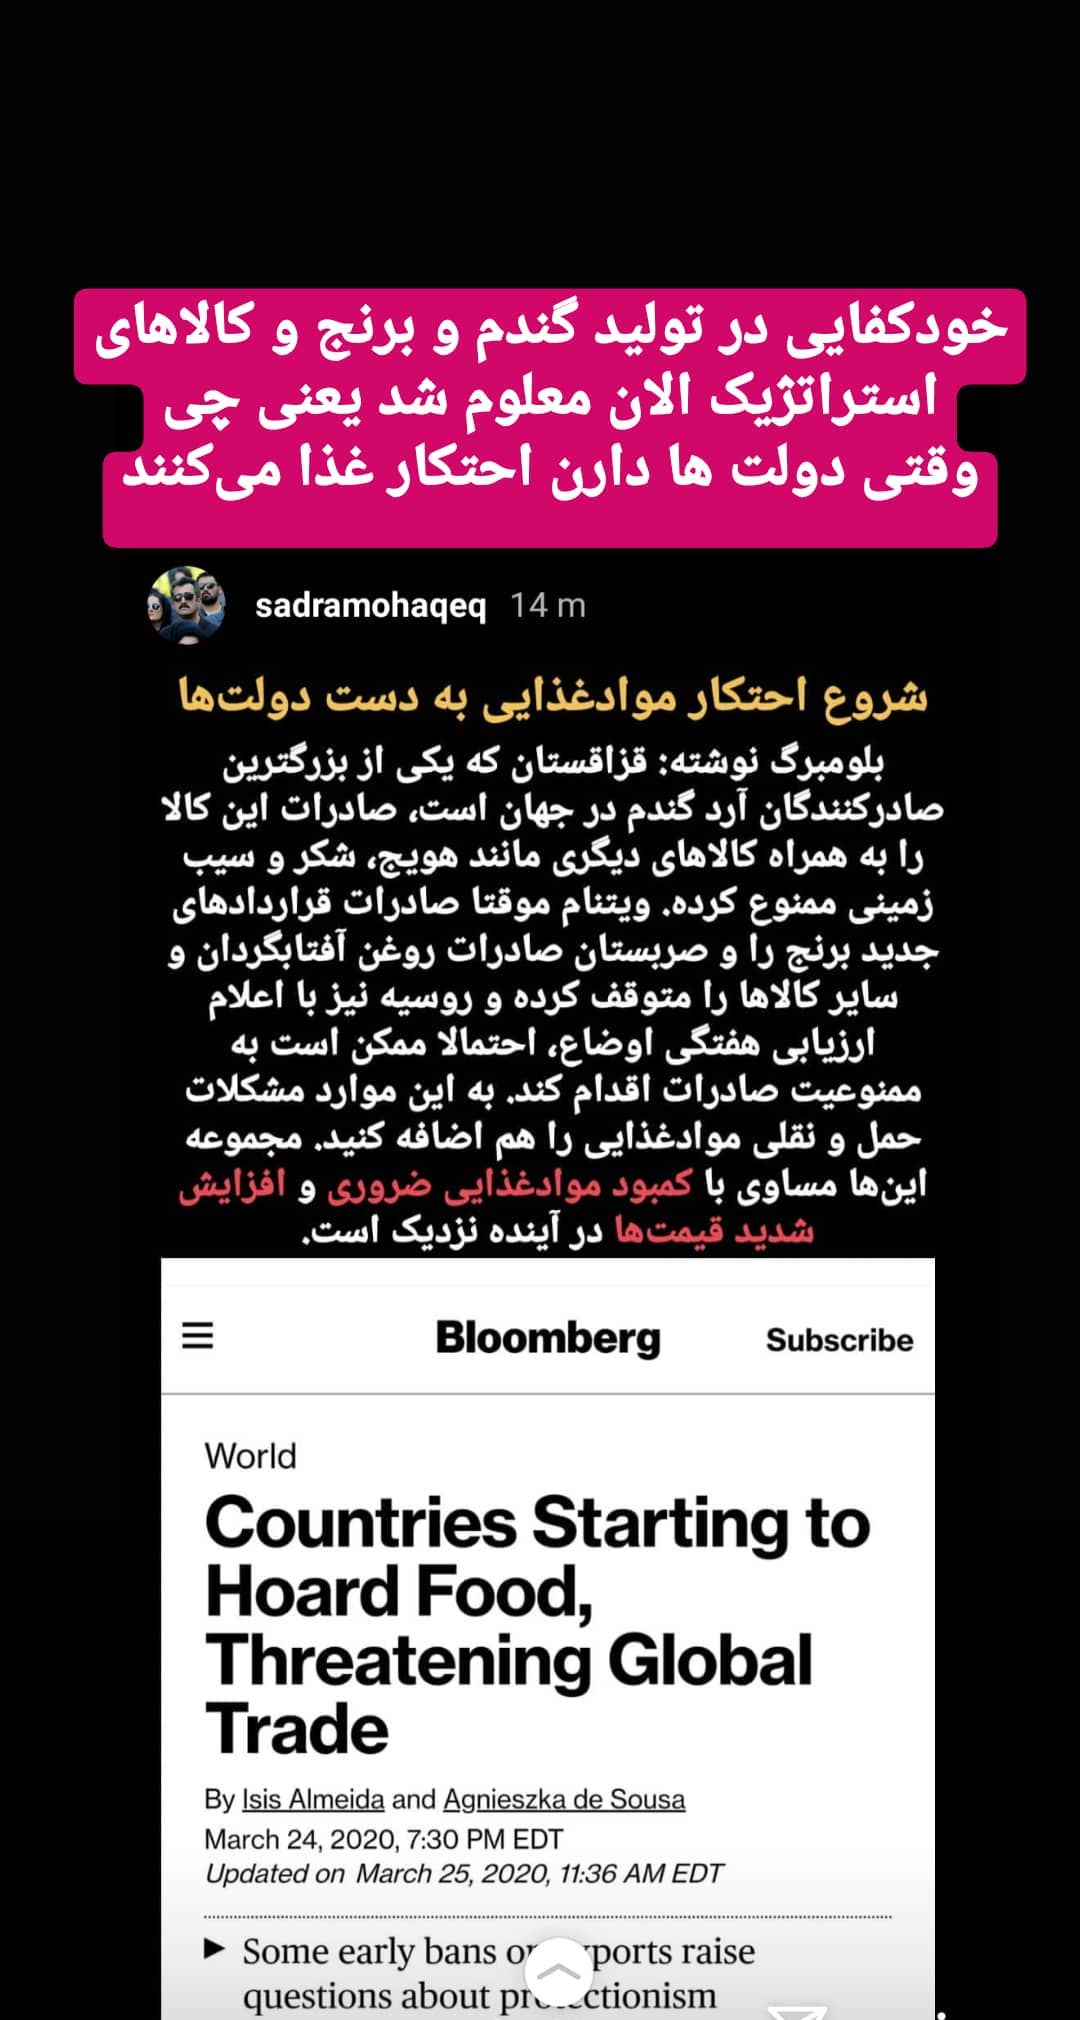 خودکفایی در تولید گندم و برنج و کالاهای
استراتژیک الان معلوم شد یعنی چی
وقتی دولت ها دارن احتکار غذا می‌کنند
sadramohaqeq 14 m
شروع احتکار موادغذایی به دست دولت‌ها
بلومبرگ نوشته: قزاقستان که یکی از بزرگترین
صادرکنندگان آرد گندم در جهان است، صادرات این کالا
را به همراه کالاهای دیگری مانند هویج، شکر و سیب
زمینی ممنوع کرده. ویتنام موقتا صادرات قراردادهای
جدید برنج را و صربستان صادرات روغن آفتابگردان و
سایر کالاها را متوقف کرده و روسیه نیز با اعلام
ارزیابی هفتگی اوضاع، احتمالا ممکن است به
ممنوعیت صادرات اقدام کند. به این موارد مشکلات
حمل و نقلی موادغذایی را هم اضافه کنید. مجموعه
این‌ها مساوی با کمبود موادغذایی ضروری و افزایش
شدید قیمت‌ها در آینده نزدیک است.
Bloomberg Subscribe
World
Countries Starting to
Hoard Food,
Threatening Global
Trade
By Isis Almeida and Agnieszka de Sousa
March 24, 2020, 7:30 PM EDT
Updated on March 25, 2020, 11:36 AM EDT
Some early bans raise
questions about